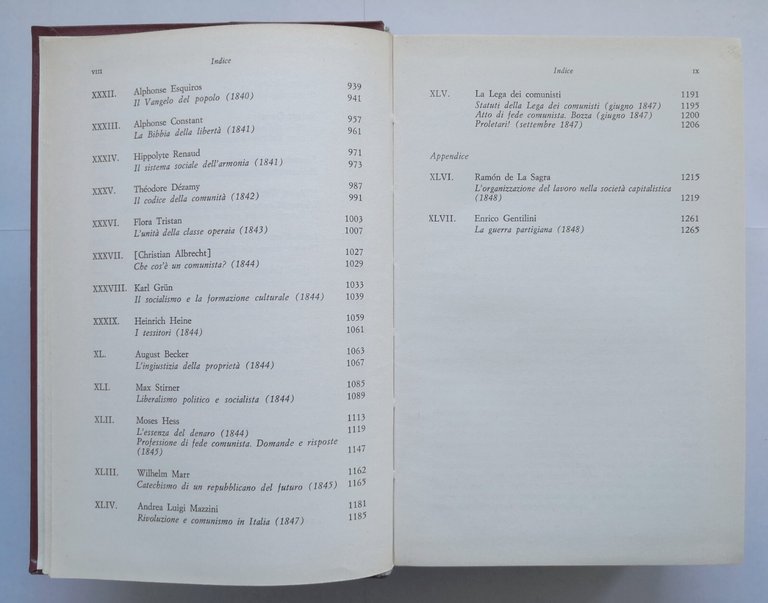 Indice
VIII
XXXII. Alphonse Esquiros 939
Il Vangelo del popolo (1840) 941
XXXIII. Alphonse Constant 957
La Bibbia della libertà (1841) 961
XXXIV. Hippolyte Renaud 971
Il sistema sociale dell'armonia (1841) 973
XXXV. Théodore Dézamy 987
Il codice della comunità (1842) 991
XXXVI. Flora Tristan 1003
L'unità della classe operaia (1843) 1007
XXXVII. [Christian Albrecht] 1027
Che cos'è un comunista? (1844) 1029
XXXVIII. Karl Grün 1033
Il socialismo e la formazione culturale (1844) 1039
XXXIX. Heinrich Heine 1059
I tessitori (1844) 1061
XL. August Becker 1063
L'ingiustizia della proprietà (1844) 1067
XLI. Max Stirner 1085
Liberalismo politico e socialista (1844) 1089
XLII. Moses Hess 1113
L'essenza del denaro (1844) 1119
Professione di fede comunista. Domande e risposte
(1845) 1147
XLIII. Wilhelm Marr 1162
Catechismo di un repubblicano del futuro (1845) 1165
XLIV. Andrea Luigi Mazzini 1181
Rivoluzione e comunismo in Italia (1847) 1185
Indice
IX
XLV. La Lega dei comunisti 1191
Statuti della Lega dei comunisti (giugno 1847) 1195
Atto di fede comunista. Bozza (giugno 1847) 1200
Proletari! (settembre 1847) 1206
Appendice
XLVI. Ramón de La Sagra 1215
L'organizzazione del lavoro nella società capitalistica
(1848) 1219
XLVII. Enrico Gentilini 1261
La guerra partigiana (1848) 1265